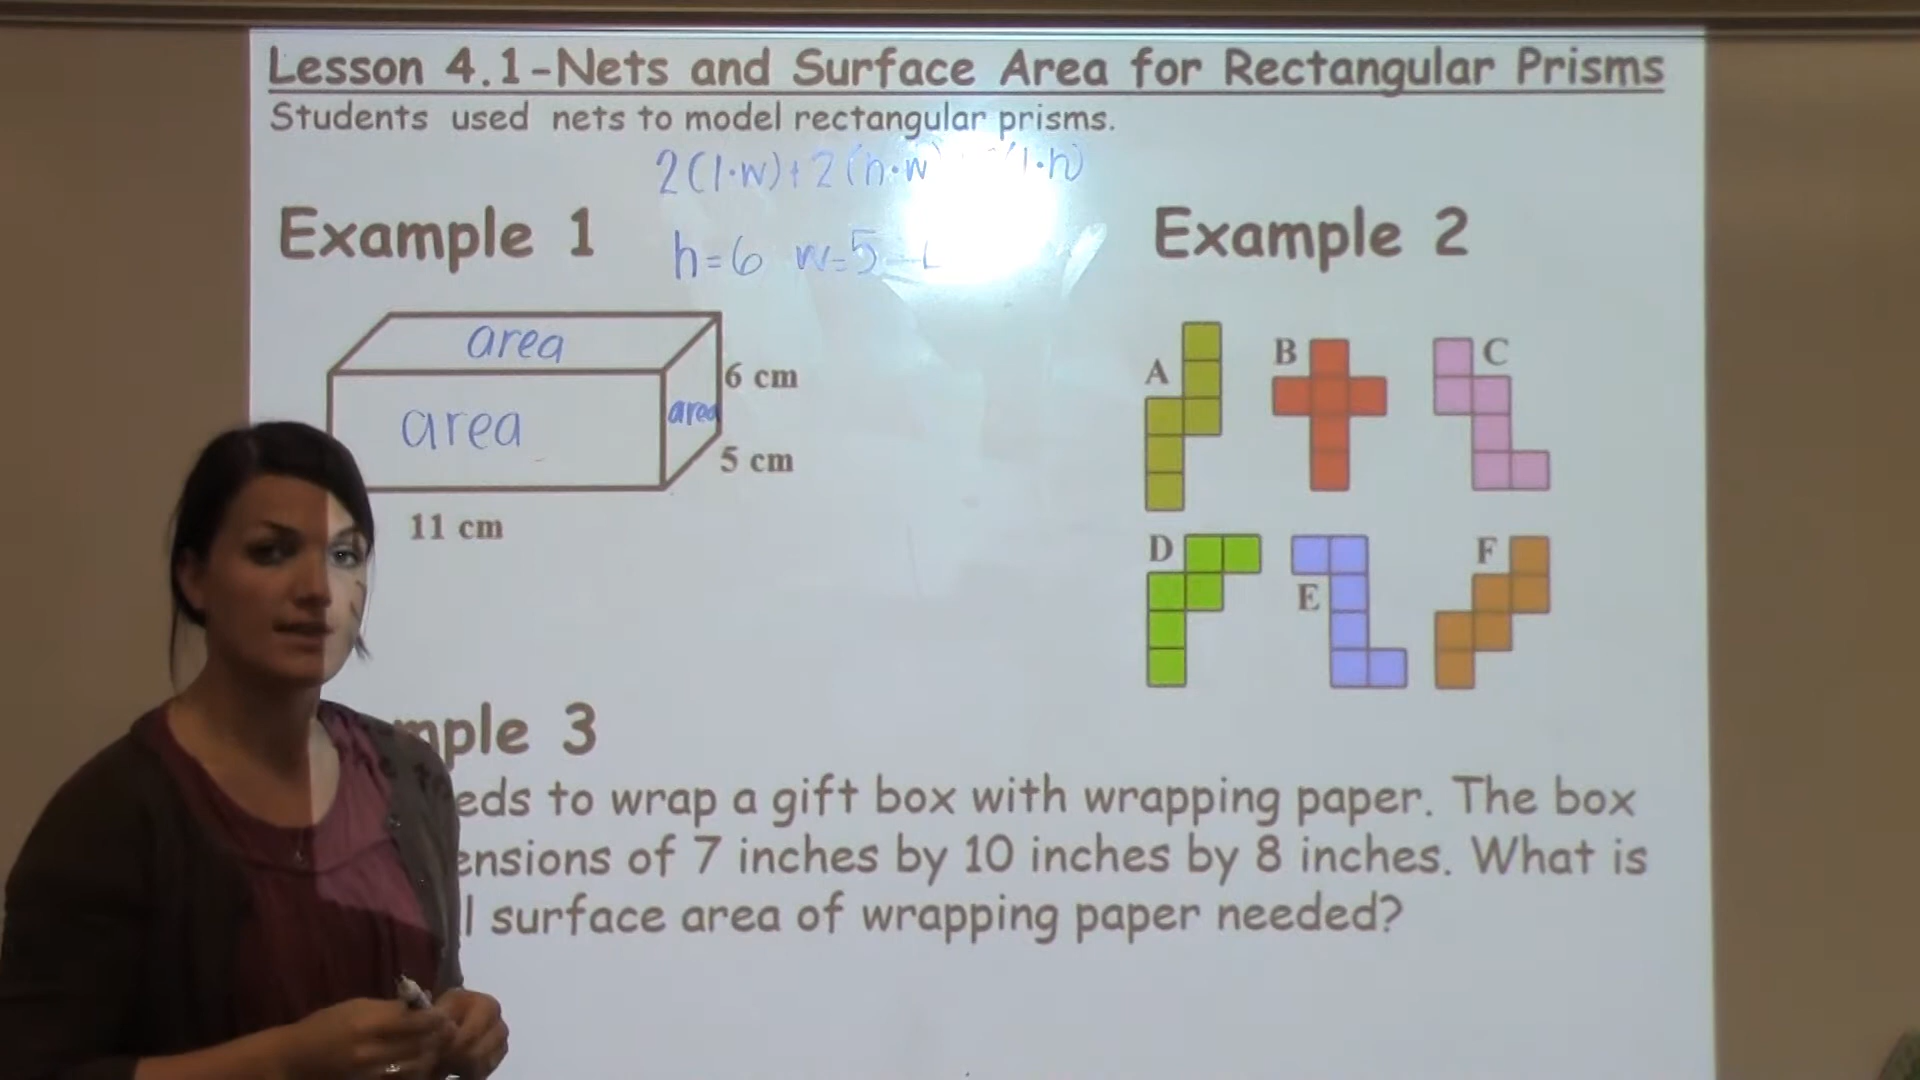 Lesson 4.1-Nets and Surface Area for Rectangular Prisms
Students used nets to model rectangular prisms.
2(l·w)+2(h·w) (l·h)
Example 1
h=6 w=5
area
area
area
6 cm
5 cm
11 cm
Example 2
A
B
C
D
E
F
mple 3
eds to wrap a gift box with wrapping paper. The box
ensions of 7 inches by 10 inches by 8 inches. What is
l surface area of wrapping paper needed?